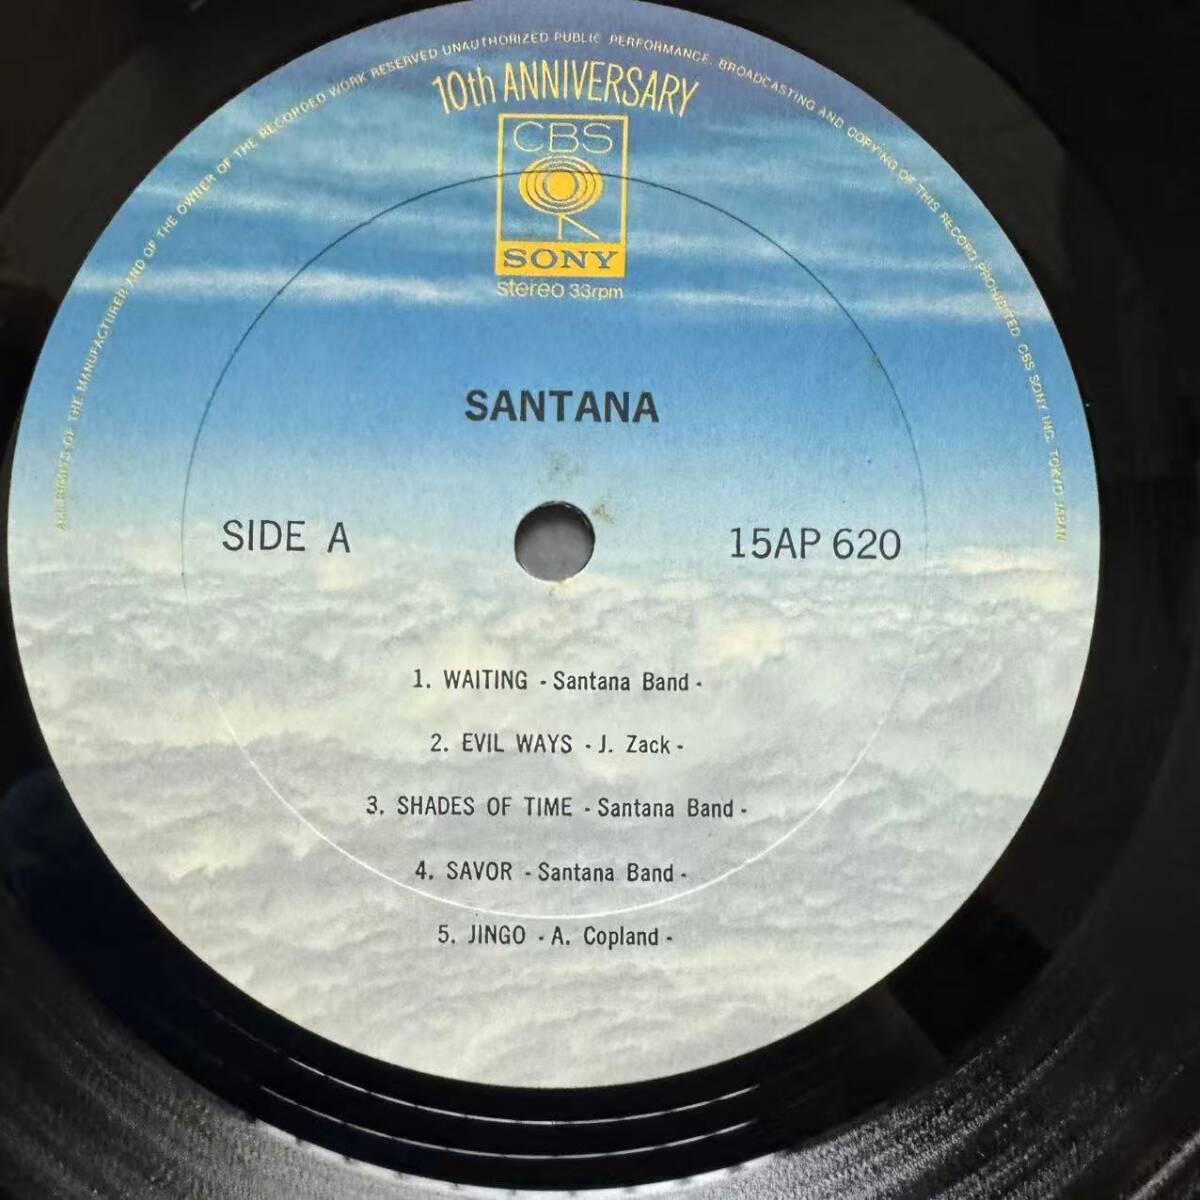 ALL RIGHTS OF THE MANUFACTURER AND OF THE OWNER OF THE RECORDED WORK RESERVED UNAUTHORIZED PUBLIC PERFORMANCE. BROADCASTING AND COPYING OF THIS RECORD PROHIBITED CBS SONY INC. TOKYO JAPAN
10th ANNIVERSARY
CBS
SONY
stereo 33rpm
SANTANA
SIDE A
15AP 620
1. WAITING - Santana Band -
2. EVIL WAYS - J. Zack -
3. SHADES OF TIME - Santana Band -
4. SAVOR - Santana Band -
5. JINGO - A. Copland -